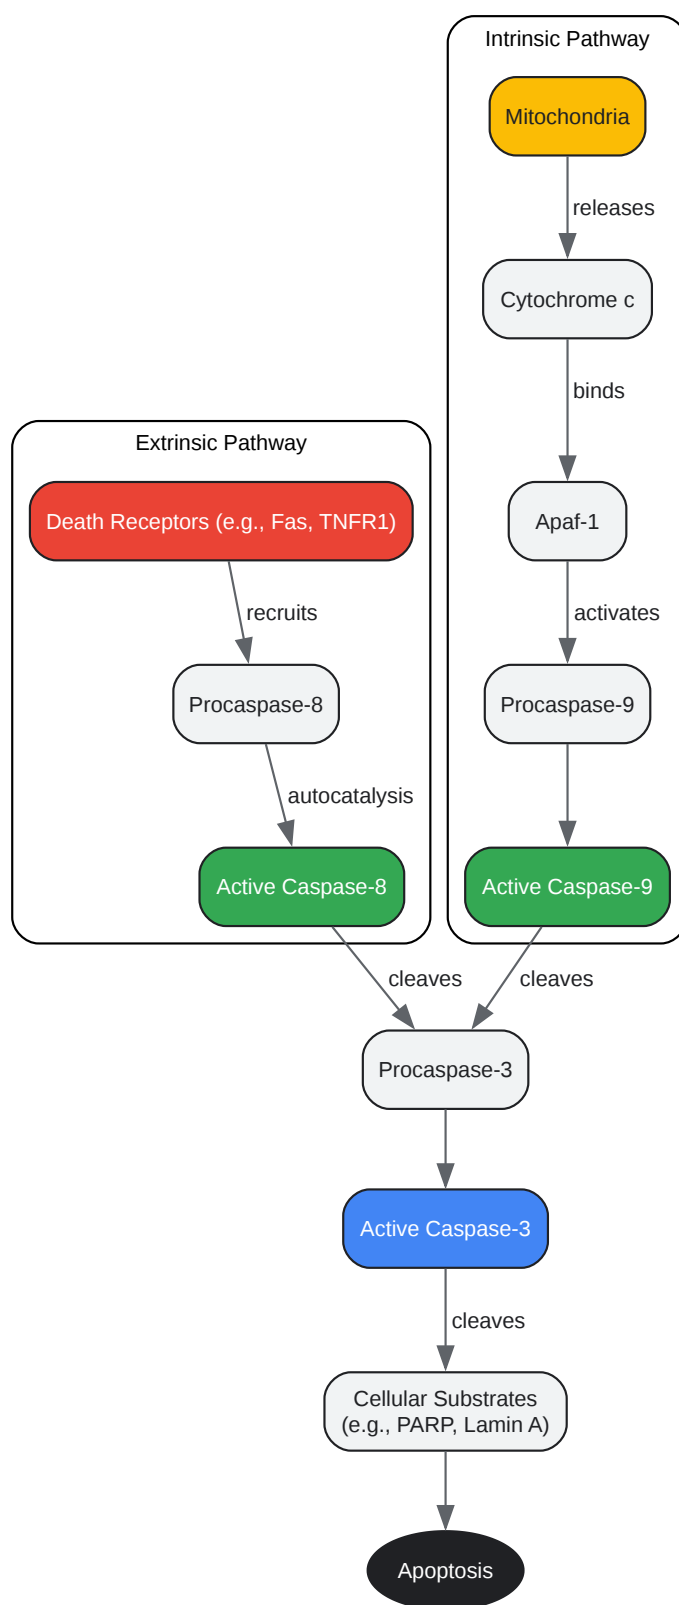 Intrinsic Pathway
Mitochondria
releases
Cytochrome c
binds
Extrinsic Pathway
Death Receptors (e.g., Fas, TNFR1)
Apaf-1
recruits
activates
Procaspase-8
Procaspase-9
autocatalysis
Active Caspase-8
Active Caspase-9
cleaves
cleaves
Procaspase-3
Active Caspase-3
cleaves
Cellular Substrates
(e.g., PARP, Lamin A)
Apoptosis